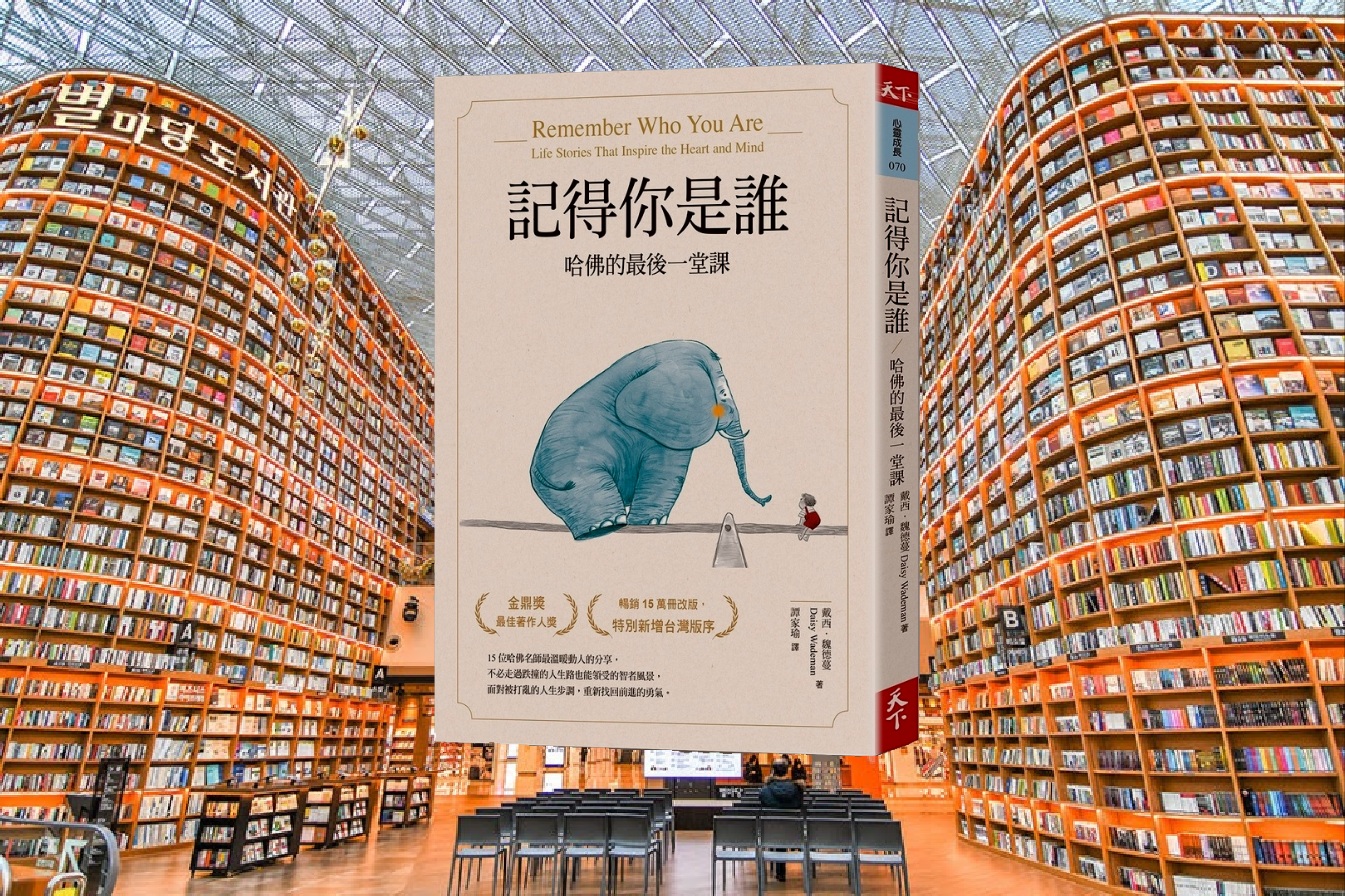 별마당 도서관
Remember Who You Are
Life Stories That Inspire the Heart and Mind
記得你是誰
哈佛的最後一堂課
金鼎獎
最佳著作人獎
暢銷 15 萬冊改版，
特別新增台灣版序
戴西．魏德蔓
Daisy Wademan 著
譚家瑜 譯
15 位哈佛名師最溫暖動人的分享，
不必走過跌撞的人生路也能領受的智者風景，
面對被打亂的人生步調，重新找回前進的勇氣。
天下
心靈成長
070
記得你是誰／哈佛的最後一堂課
戴西．魏德蔓 Daisy Wademan 著
譚家瑜 譯
天下
A
A
B